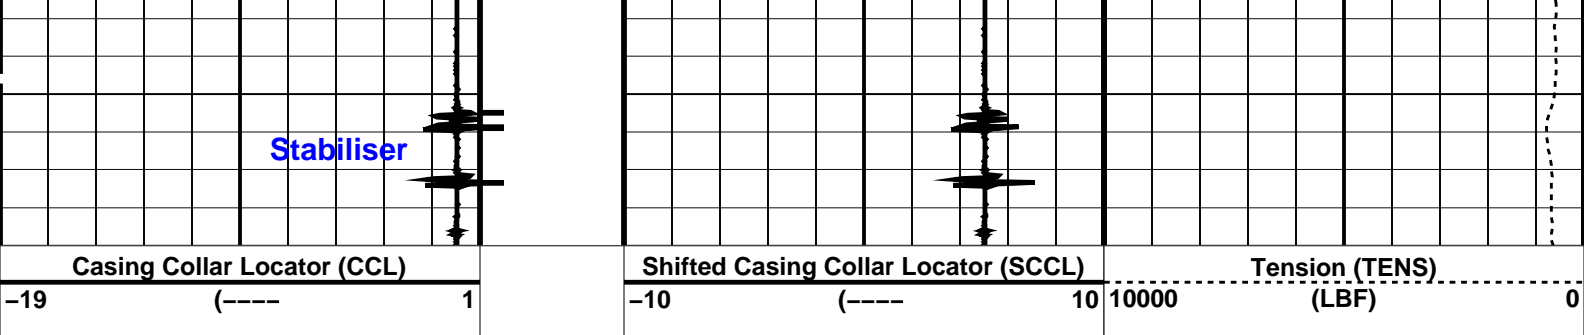 Stabiliser
Casing Collar Locator (CCL)
−19 (−−−− 1
Shifted Casing Collar Locator (SCCL)
−10 (−−−− 10
Tension (TENS)
10000 (LBF) 0